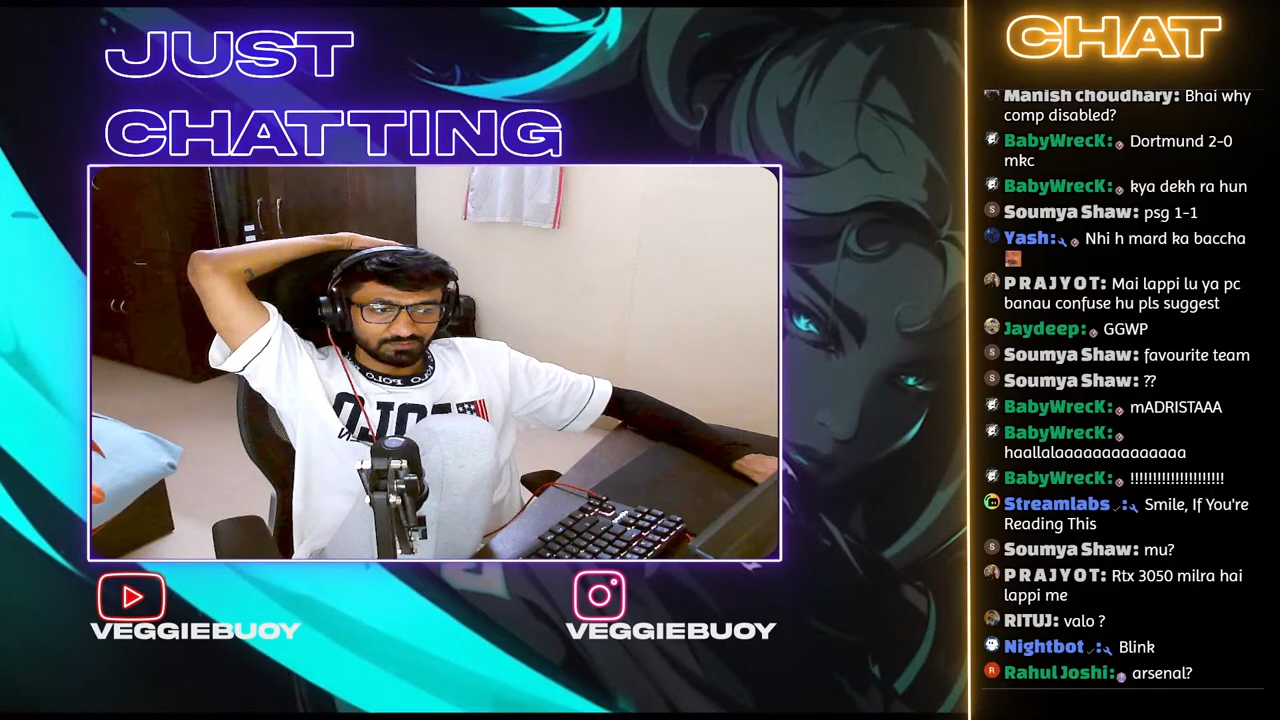 JUST
CHATTING
CHAT
Manish choudhary: Bhai why
comp disabled?
BabyWrecK: Dortmund 2-0
mkc
BabyWrecK: kya dekh ra hun
Soumya Shaw: psg 1-1
Yash: Nhi h mard ka baccha
P R A J Y O T: Mai lappi lu ya pc
banau confuse hu pls suggest
Jaydeep: GGWP
Soumya Shaw: favourite team
Soumya Shaw: ??
BabyWrecK: mADRISTAAA
BabyWrecK:
haallalaaaaaaaaaaaaaaa
BabyWrecK: !!!!!!!!!!!!!!!!!!!!!
Streamlabs : Smile, If You're
Reading This
Soumya Shaw: mu?
P R A J Y O T: Rtx 3050 milra hai
lappi me
RITUJ: valo ?
Nightbot : Blink
Rahul Joshi: arsenal?
VEGGIEBUOY
VEGGIEBUOY